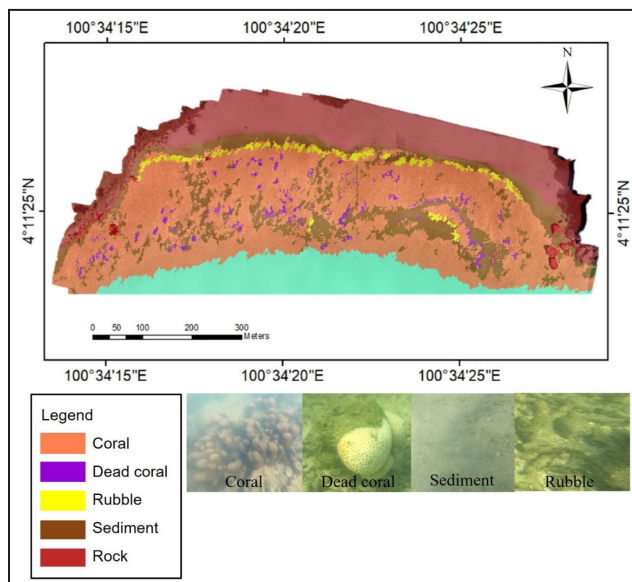 100°34'15"E 100°34'20"E 100°34'25"E
N
4°11'25"N
4°11'25"N
0 50 100 200 300
Meters
100°34'15"E 100°34'20"E 100°34'25"E
Legend
Coral
Dead coral
Rubble
Sediment
Rock
Coral Dead coral Sediment Rubble